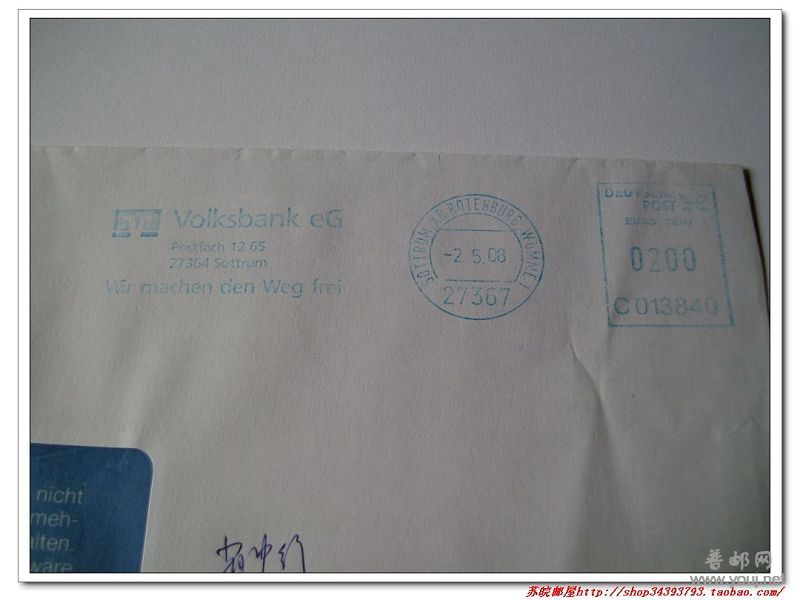 Volksbank eG
Postfach 12 65
27364 Sottrum
Wir machen den Weg frei
SOTTRUM, KR ROTENBURG WÜMME 1
-2.5.08
27367
DEUTSCHE
POST
EURO CENT
0200
C013840
nicht
meh-
alten.
wäre
普邮网
www.youj.net
苏皖邮屋http://shop34393793.taobao.com/